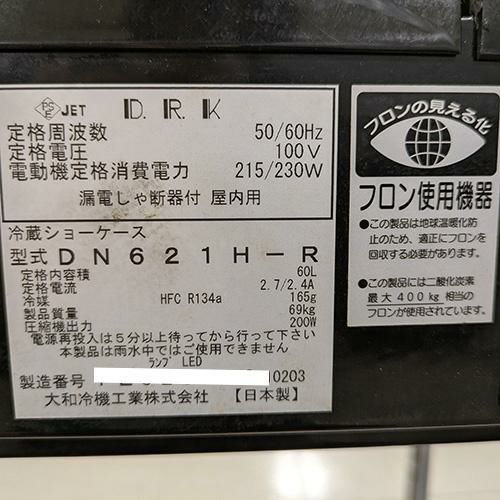 PSE JET D.R.K
定格周波数 50/60Hz
定格電圧 100V
電動機定格消費電力 215/230W
漏電しゃ断器付 屋内用
冷蔵ショーケース
型式 DN621H-R
定格内容積 60L
定格電流 2.7/2.4A
冷媒 HFC R134a 165g
製品質量 69kg
圧縮機出力 200W
電源再投入は5分以上待ってから行って下さい
本製品は雨水中ではご使用できません
ランプ LED
製造番号 0203
大和冷機工業株式会社 【日本製】
フロンの見える化
フロン使用機器
●この製品は地球温暖化防
止のため、適正にフロンを
回収する必要があります。
●この製品には二酸化炭素
最大400kg相当の
フロンが使用されています。